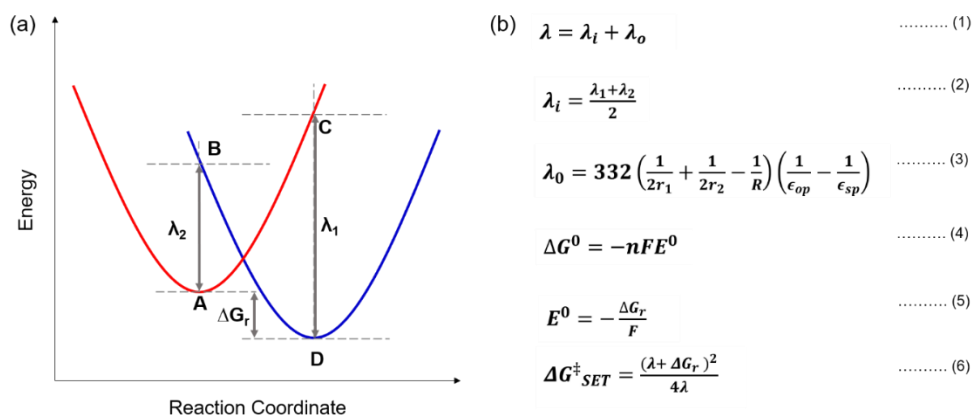 (a)
Energy
B
C
λ₂
λ₁
A
ΔGᵣ
D
Reaction Coordinate
(b)
λ = λᵢ + λₒ .......... (1)
λᵢ = (λ₁+λ₂)/2 .......... (2)
λ₀ = 332 (1/(2r₁) + 1/(2r₂) − 1/R) (1/ϵₒₚ − 1/ϵₛₚ) .......... (3)
ΔG⁰ = −nFE⁰ .......... (4)
E⁰ = − ΔGᵣ/F .......... (5)
ΔG‡SET = (λ+ ΔGᵣ )²/4λ .......... (6)